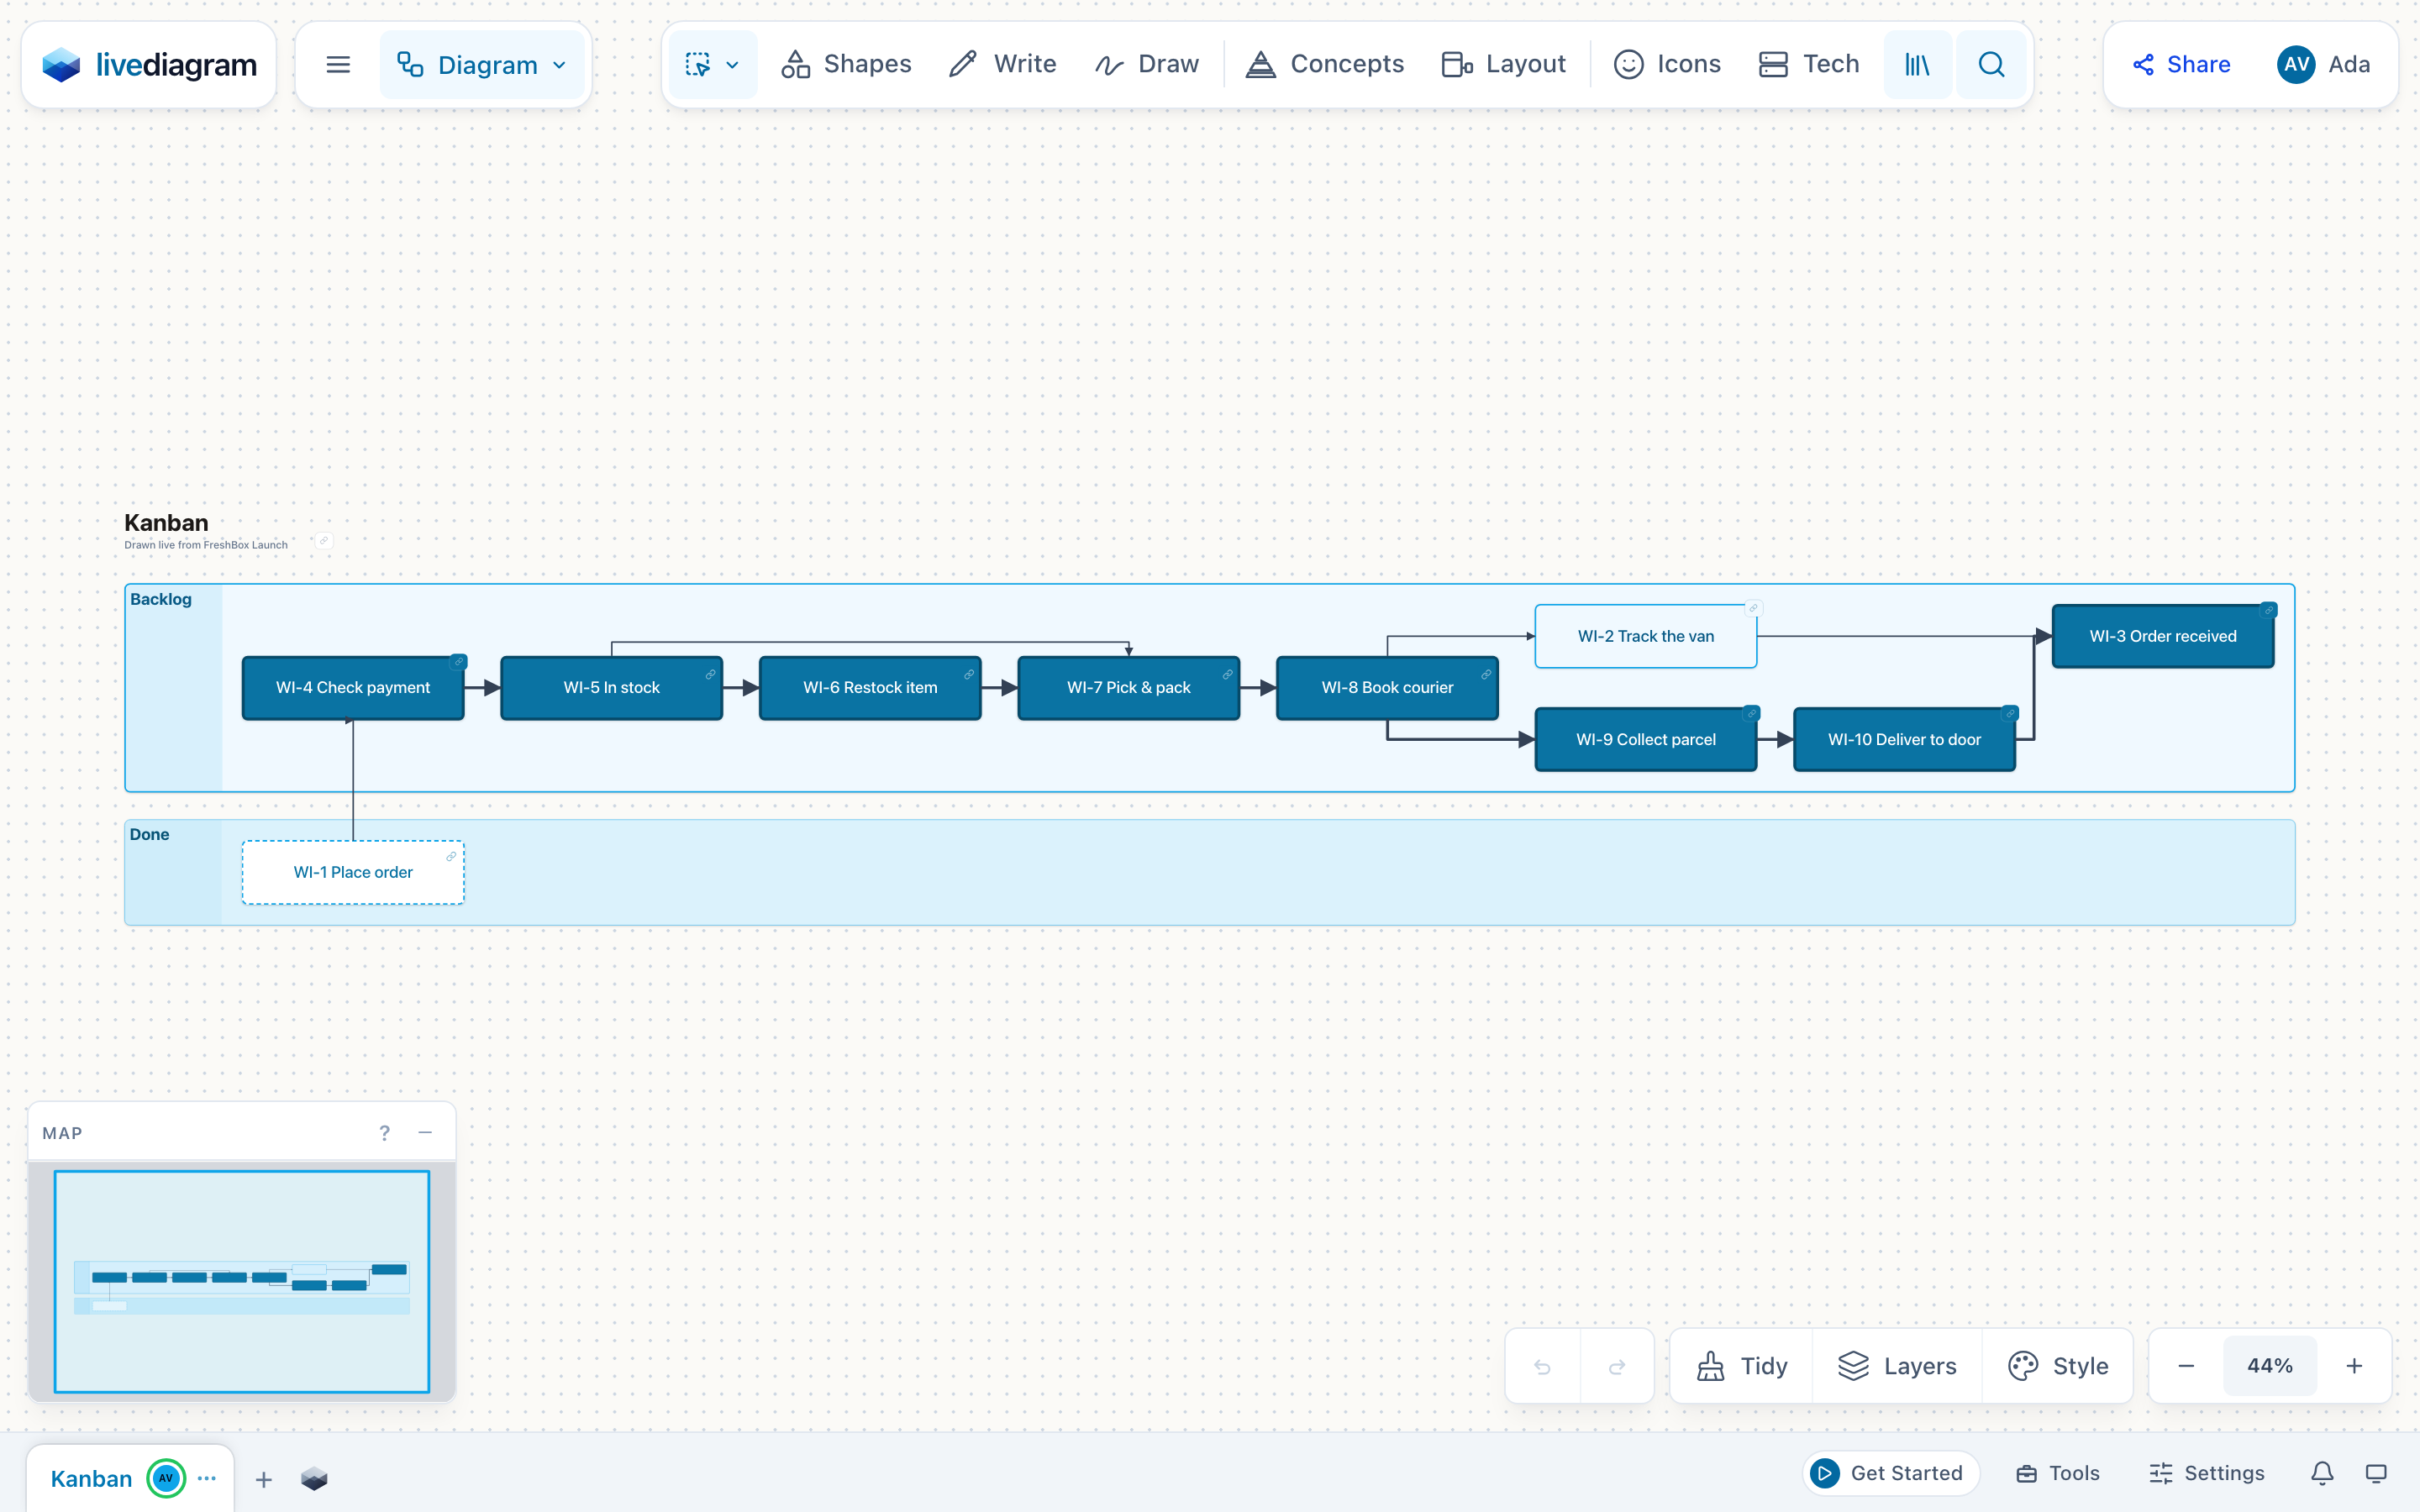 livediagram
Diagram
Shapes
Write
Draw
Concepts
Layout
Icons
Tech
Share
AV
Ada
Kanban
Drawn live from FreshBox Launch
Backlog
WI-2 Track the van
WI-3 Order received
WI-4 Check payment
WI-5 In stock
WI-6 Restock item
WI-7 Pick & pack
WI-8 Book courier
WI-9 Collect parcel
WI-10 Deliver to door
Done
WI-1 Place order
MAP
?
Tidy
Layers
Style
44%
Kanban
AV
Get Started
Tools
Settings